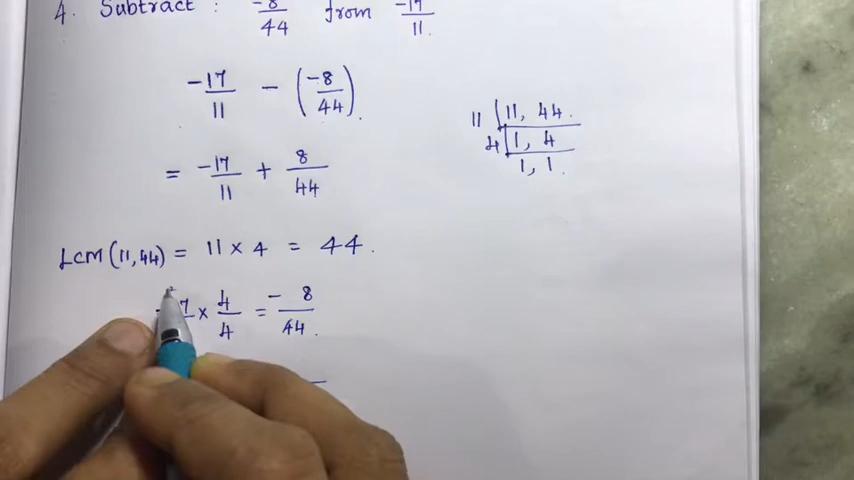 4. Subtract : -8/44 from -17/11.
-17/11 - (-8/44).
= -17/11 + 8/44
11 | 11, 44.
4 | 1, 4
1, 1.
LCM (11,44) = 11 × 4 = 44.
7 × 4/4 = - 8/44.